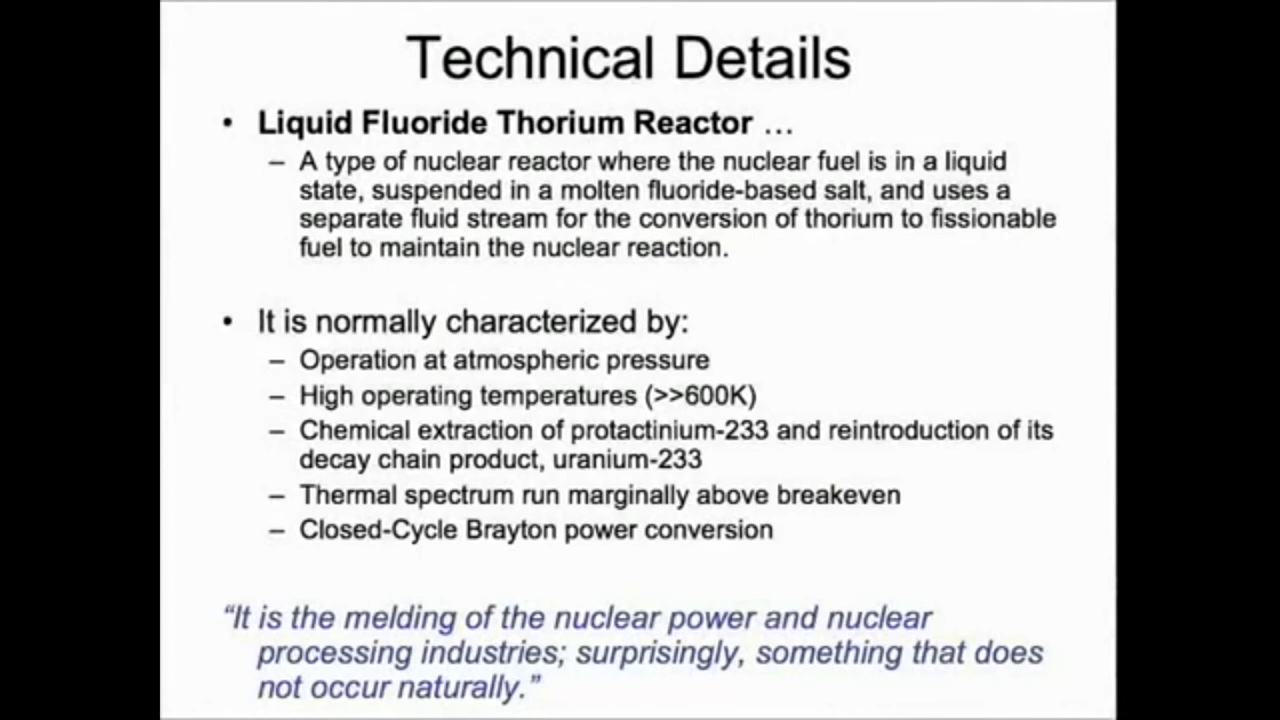 Technical Details
• Liquid Fluoride Thorium Reactor …
– A type of nuclear reactor where the nuclear fuel is in a liquid
state, suspended in a molten fluoride-based salt, and uses a
separate fluid stream for the conversion of thorium to fissionable
fuel to maintain the nuclear reaction.
• It is normally characterized by:
– Operation at atmospheric pressure
– High operating temperatures (>>600K)
– Chemical extraction of protactinium-233 and reintroduction of its
decay chain product, uranium-233
– Thermal spectrum run marginally above breakeven
– Closed-Cycle Brayton power conversion
“It is the melding of the nuclear power and nuclear
processing industries; surprisingly, something that does
not occur naturally.”